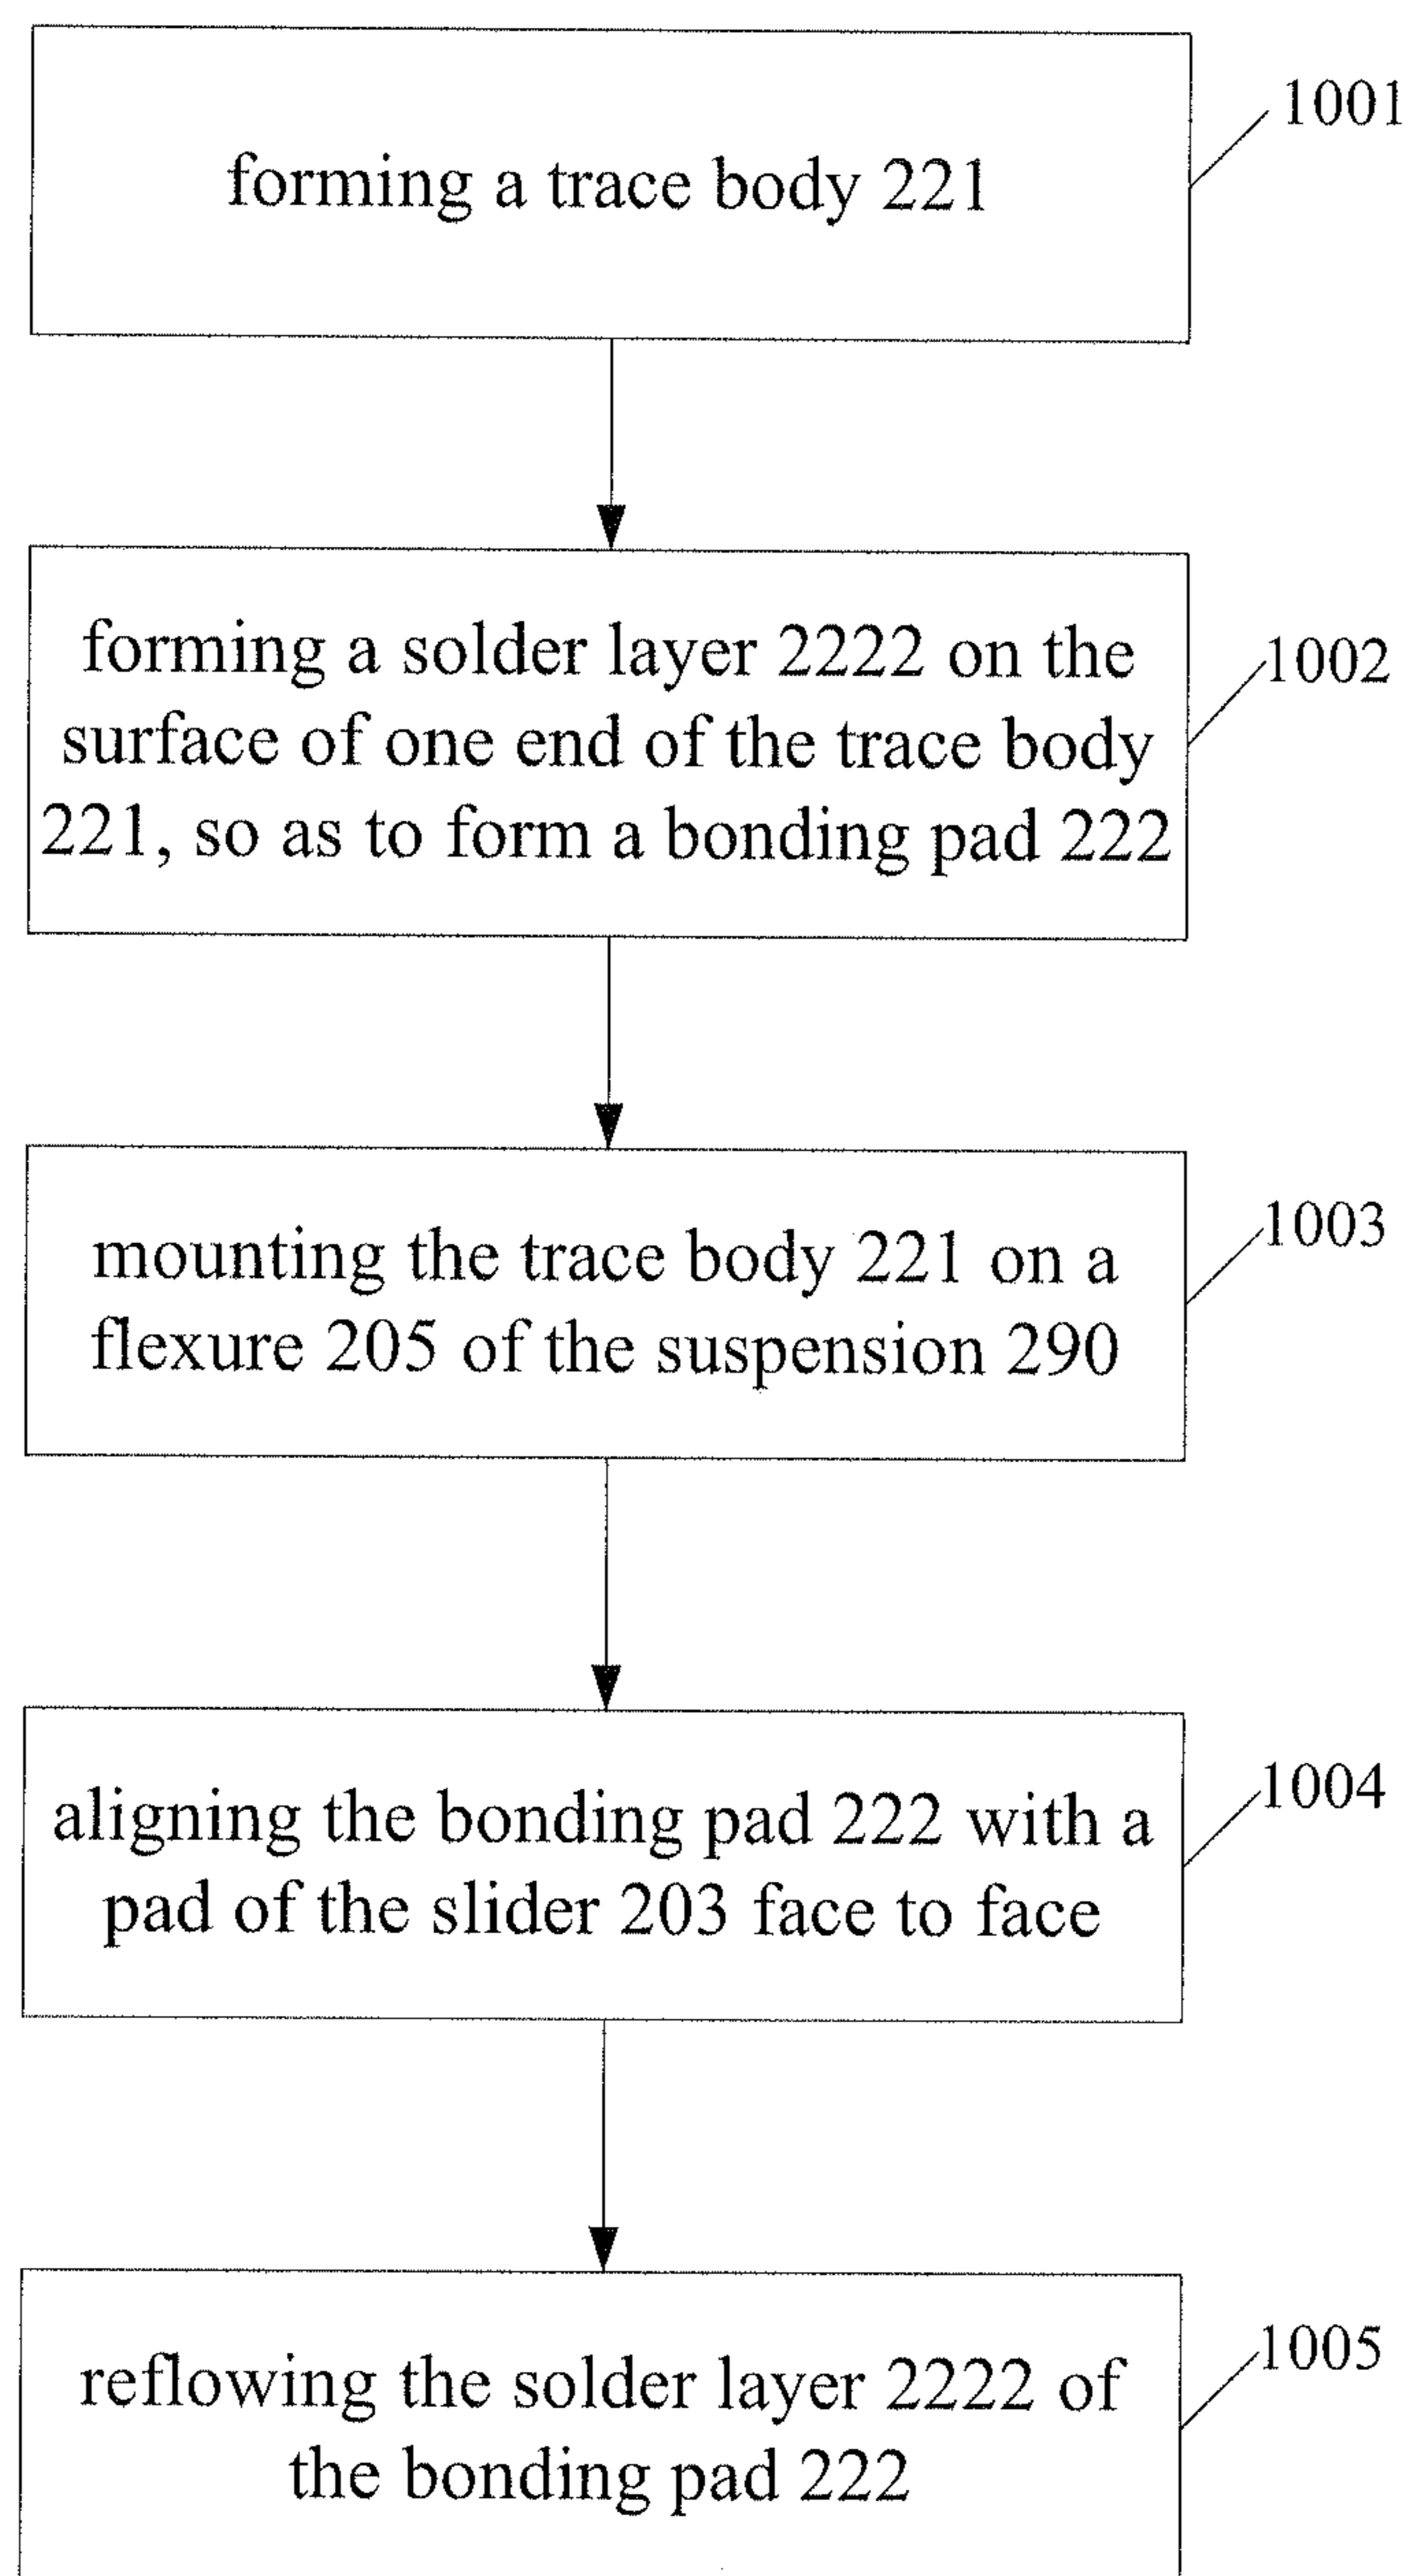 forming a trace body 221
1001
forming a solder layer 2222 on the
surface of one end of the trace body
221, so as to form a bonding pad 222
1002
mounting the trace body 221 on a
flexure 205 of the suspension 290
1003
aligning the bonding pad 222 with a
pad of the slider 203 face to face
1004
reflowing the solder layer 2222 of
the bonding pad 222
1005